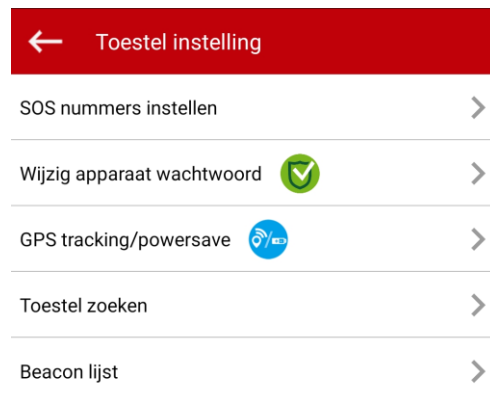 Toestel instelling
SOS nummers instellen
Wijzig apparaat wachtwoord
GPS tracking/powersave
Toestel zoeken
Beacon lijst